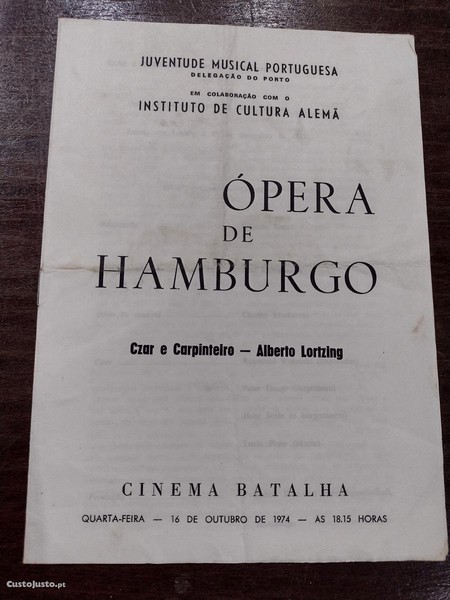 JUVENTUDE MUSICAL PORTUGUESA
DELEGAÇÃO DO PORTO
EM COLABORAÇÃO COM O
INSTITUTO DE CULTURA ALEMÃ
ÓPERA
DE
HAMBURGO
Czar e Carpinteiro — Alberto Lortzing
CINEMA BATALHA
QUARTA-FEIRA — 16 DE OUTUBRO DE 1974 — AS 18.15 HORAS
CustoJusto.pt